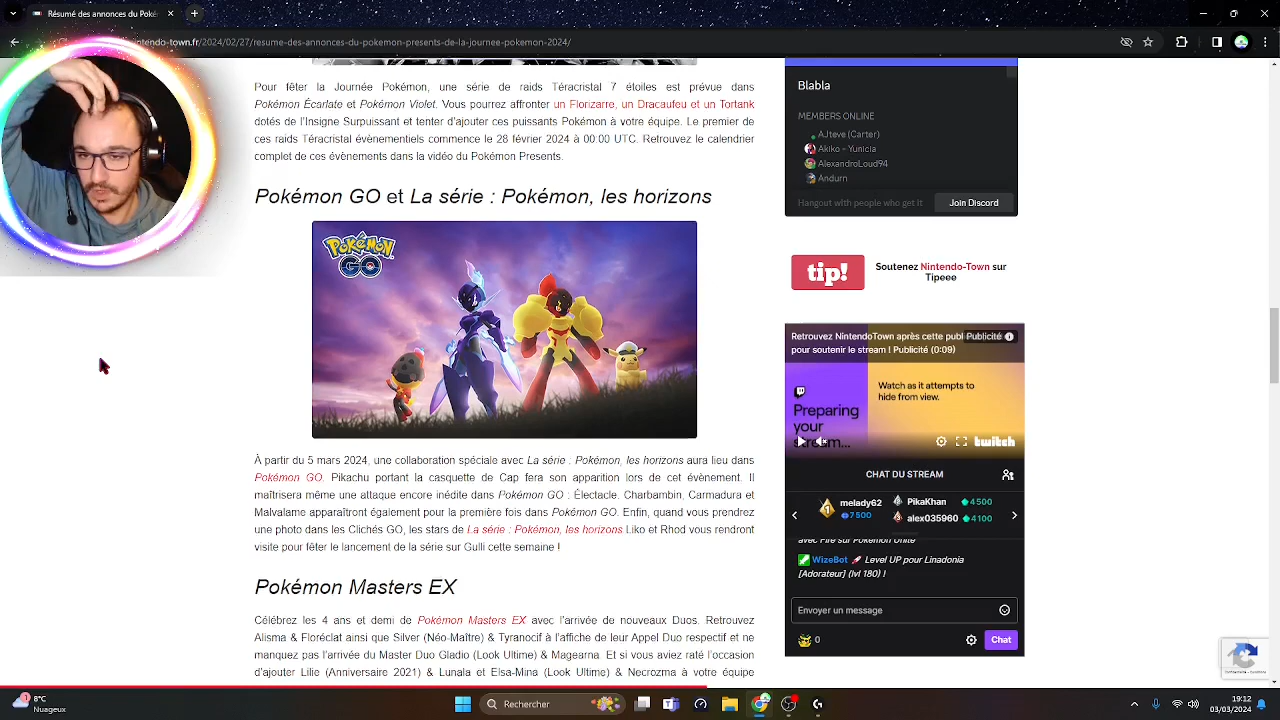 Résumé des
intendo-town.fr/2024/02/27/resume-des-annonces-du-pokemon-presents-de-la-journee-pokemon-2024/
Pour fêter la Journée Pokémon, une série de raids Téracristal 7 étoiles est prévue dans
Pokémon Écarlate et Pokémon Violet. Vous pourrez affronter un Florizarre, un Dracaufeu et un Tortank
dotés de l'Insigne Surpuissant et tenter d'ajouter ces puissants Pokémon à votre équipe. Le premier de
ces raids Téracristal évènementiels commence le 28 février 2024 à 00:00 UTC. Retrouvez le calendrier
complet de ces évènements dans la vidéo du Pokémon Presents.
Pokémon GO et La série : Pokémon, les horizons
POKéMON
GO
À partir du 5 mars 2024, une collaboration spéciale avec La série : Pokémon, les horizons aura lieu dans
Pokémon GO. Pikachu portant la casquette de Cap fera son apparition lors de cet évènement. Il
maîtrisera même une attaque encore inédite dans Pokémon GO : Électacle. Charbambin, Carmadura et
Malvalame apparaîtront également pour la première fois dans Pokémon GO. Enfin, quand vous prendrez
une photo dans les Clichés GO, les stars de La série : Pokémon, les horizons Liko et Rhod vous rendront
visite pour fêter le lancement de la série sur Gulli cette semaine !
Pokémon Masters EX
Célébrez les 4 ans et demi de Pokémon Masters EX avec l'arrivée de nouveaux Duos. Retrouvez
Alisma & Floréclat ainsi que Silver (Néo-Maître) & Tyranocif à l'affiche de leur Appel Duo respectif et ne
manquez pas l'arrivée du Master Duo Gladio (Look Ultime) & Magearna. Et si vous aviez raté l'occasion
d'ajouter Lilie (Anniversaire 2021) & Lunala et Elsa-Mina (Look Ultime) & Necrozma à votre équipe
Blabla
MEMBERS ONLINE
AJteve (Carter)
Akiko - Yunicia
AlexandroLoud94
Andurn
Hangout with people who get it
Join Discord
tip!
Soutenez Nintendo-Town sur
Tipeee
Retrouvez NintendoTown après cette publ Publicité
pour soutenir le stream ! Publicité (0:09)
Watch as it attempts to
hide from view.
Preparing
your
stream...
twitch
CHAT DU STREAM
1 melady62
7500
2 PikaKhan 4500
3 alex035960 4100
avec Fire sur Pokémon Unite
WizeBot 🚀 Level UP pour Linadonia
[Adorateur] (lvl 180) !
Envoyer un message
0
Chat
1
8°C
Nuageux
Rechercher
19:12
03/03/2024